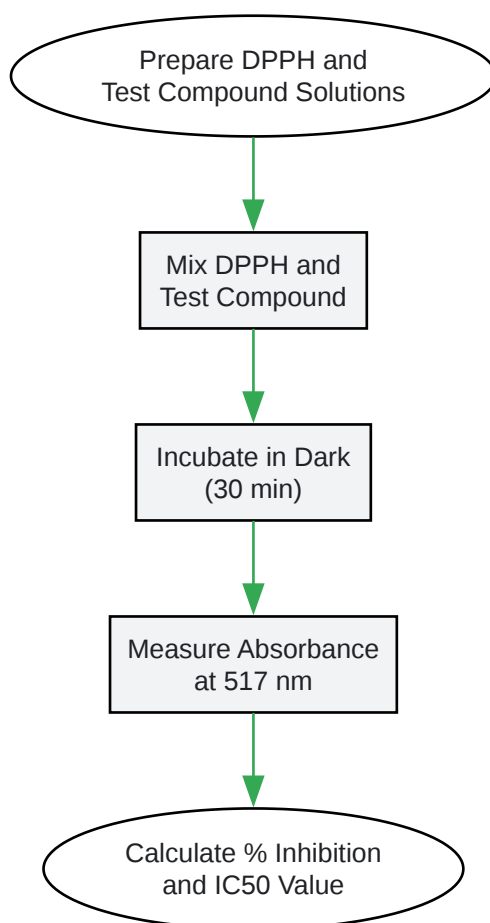 Prepare DPPH and
Test Compound Solutions
Mix DPPH and
Test Compound
Incubate in Dark
(30 min)
Measure Absorbance
at 517 nm
Calculate % Inhibition
and IC50 Value